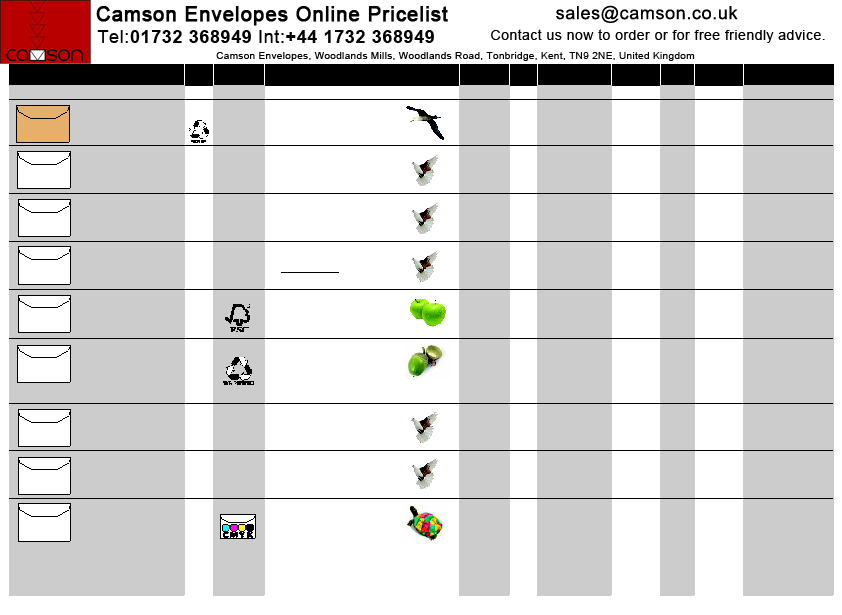 Camson Envelopes Online Pricelist
sales@camson.co.uk
Tel:01732 368949 Int:+44 1732 368949
Contact us now to order or for free friendly advice.
camson
Camson Envelopes, Woodlands Mills, Woodlands Road, Tonbridge, Kent, TN9 2NE, United Kingdom
FSC
CMYK